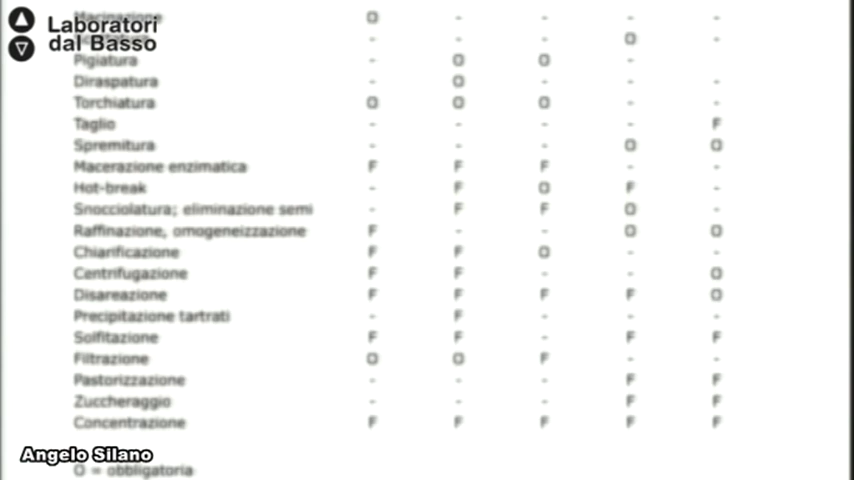 Laboratori
dal Basso
Macinazione O - - - -
- - - O -
Pigiatura - O O -
Diraspatura - O - - -
Torchiatura O O O - -
Taglio - - - - F
Spremitura - - - O O
Macerazione enzimatica F F F - -
Hot-break - F O F -
Snocciolatura; eliminazione semi - F F O -
Raffinazione, omogeneizzazione F - - O O
Chiarificazione F F O - -
Centrifugazione F F - - O
Disareazione F F F F O
Precipitazione tartrati - F - - -
Solfitazione F F - F F
Filtrazione O O F - -
Pastorizzazione - - - F F
Zuccheraggio - - - F F
Concentrazione F F F F F
Angelo Silano
O = obbligatoria